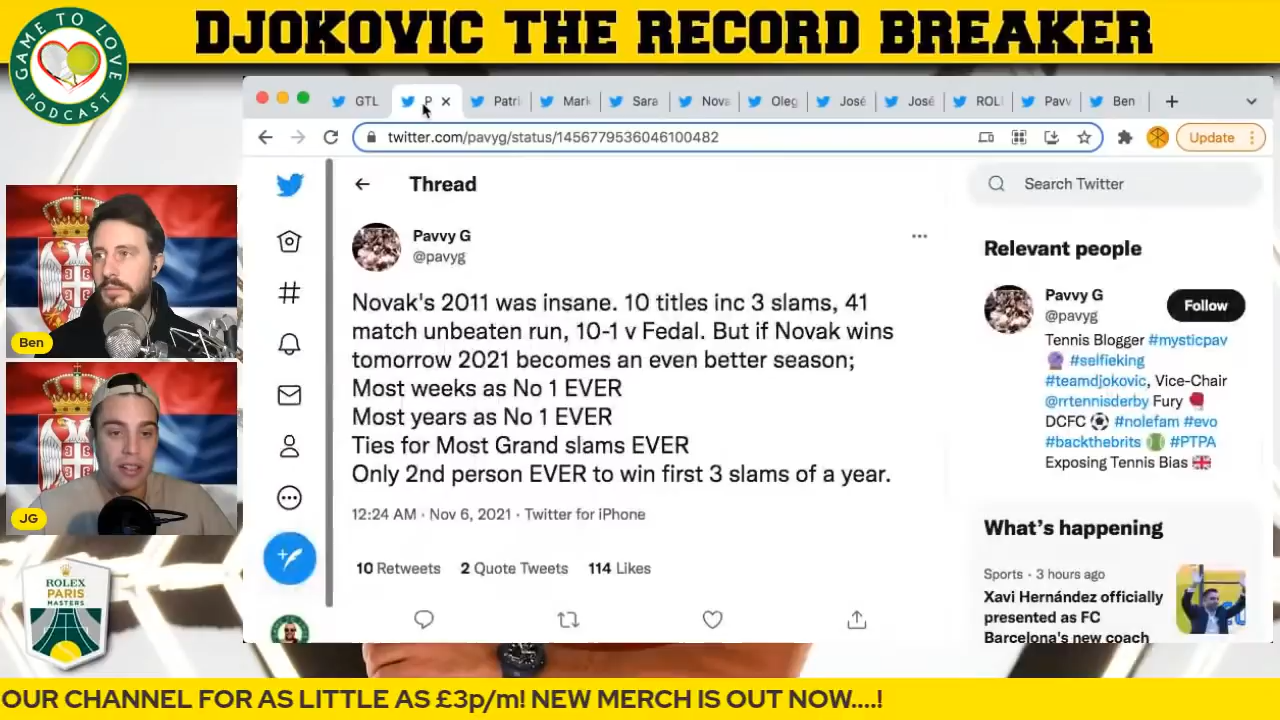 DJOKOVIC THE RECORD BREAKER
GAME TO LOVE
PODCAST
GTL
P
Patri
Mark
Sara
Nova
Oleg
José
José
ROL
Pavv
Ben
twitter.com/pavyg/status/1456779536046100482
Update
Thread
Search Twitter
Pavvy G
@pavyg
Novak's 2011 was insane. 10 titles inc 3 slams, 41
match unbeaten run, 10-1 v Fedal. But if Novak wins
tomorrow 2021 becomes an even better season;
Most weeks as No 1 EVER
Most years as No 1 EVER
Ties for Most Grand slams EVER
Only 2nd person EVER to win first 3 slams of a year.
12:24 AM · Nov 6, 2021 · Twitter for iPhone
10 Retweets 2 Quote Tweets 114 Likes
Relevant people
Pavvy G
@pavyg
Follow
Tennis Blogger #mysticpav
🔮 #selfieking
#teamdjokovic, Vice-Chair
@rrtennisderby Fury 🥊
DCFC ⚽ #nolefam #evo
#backthebrits 🎾 #PTPA
Exposing Tennis Bias 🇬🇧
What's happening
Sports · 3 hours ago
Xavi Hernández officially
presented as FC
Barcelona's new coach
Ben
JG
ROLEX
PARIS
MASTERS
OUR CHANNEL FOR AS LITTLE AS £3p/m! NEW MERCH IS OUT NOW....!